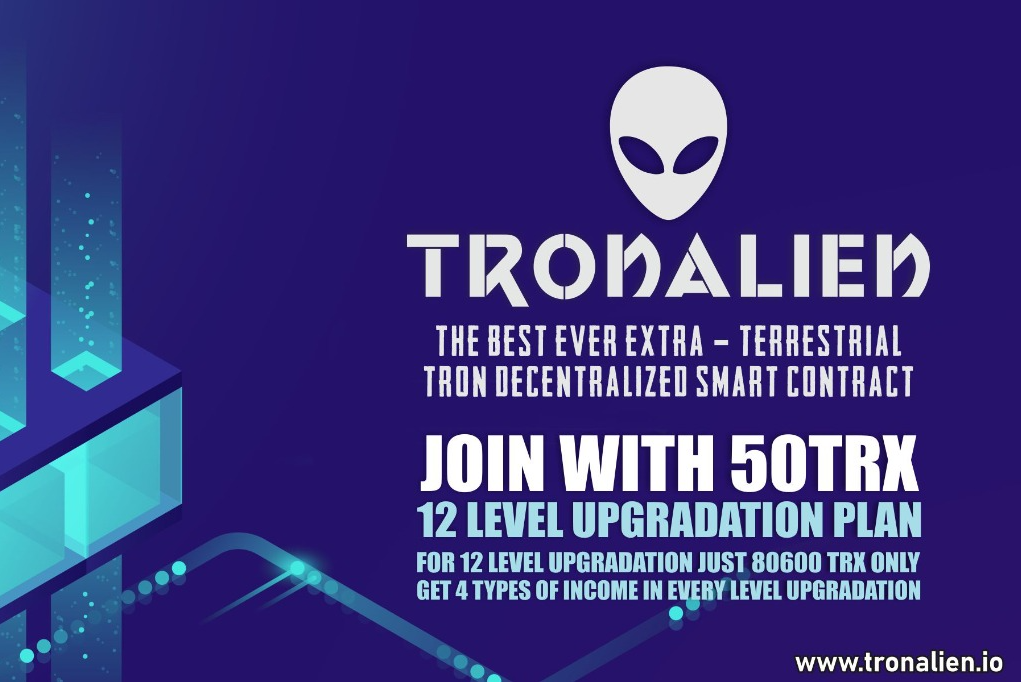 TRONALIEN
THE BEST EVER EXTRA – TERRESTRIAL
TRON DECENTRALIZED SMART CONTRACT
JOIN WITH 50TRX
12 LEVEL UPGRADATION PLAN
FOR 12 LEVEL UPGRADATION JUST 80600 TRX ONLY
GET 4 TYPES OF INCOME IN EVERY LEVEL UPGRADATION
www.tronalien.io